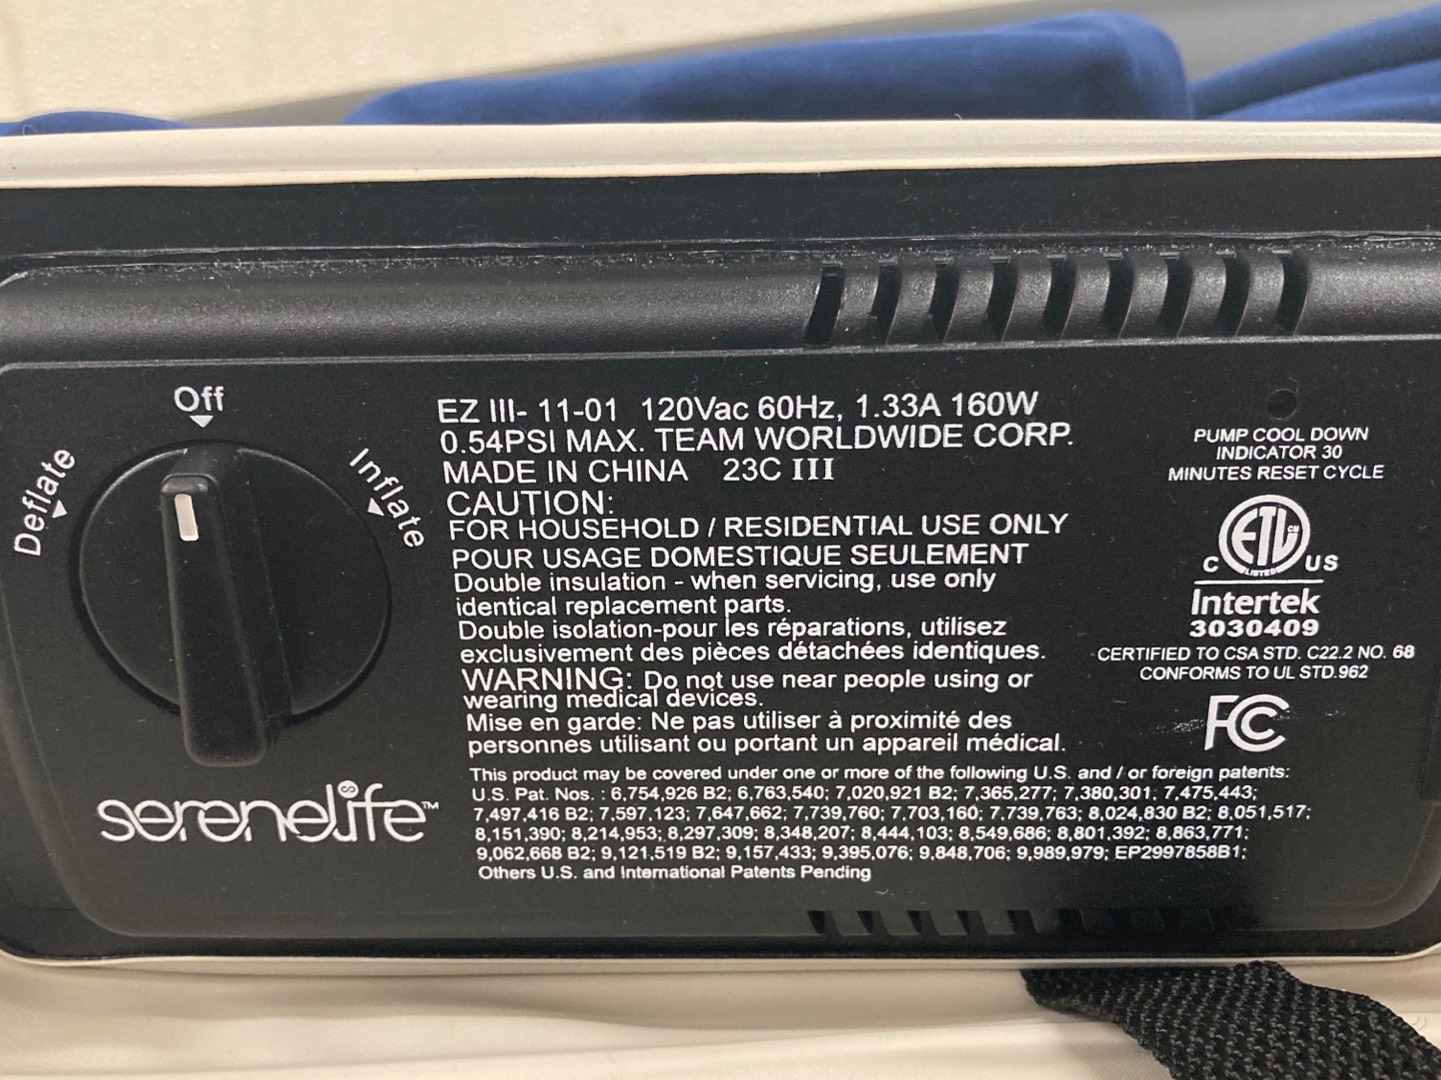 Off
Deflate
Inflate
EZ III- 11-01 120Vac 60Hz, 1.33A 160W
0.54PSI MAX. TEAM WORLDWIDE CORP.
MADE IN CHINA 23C III
CAUTION:
FOR HOUSEHOLD / RESIDENTIAL USE ONLY
POUR USAGE DOMESTIQUE SEULEMENT
Double insulation - when servicing, use only
identical replacement parts.
Double isolation-pour les réparations, utilisez
exclusivement des pièces détachées identiques.
WARNING: Do not use near people using or
wearing medical devices.
Mise en garde: Ne pas utiliser à proximité des
personnes utilisant ou portant un appareil médical.
This product may be covered under one or more of the following U.S. and / or foreign patents:
U.S. Pat. Nos. : 6,754,926 B2; 6,763,540; 7,020,921 B2; 7,365,277; 7,380,301; 7,475,443;
7,497,416 B2; 7,597,123; 7,647,662; 7,739,760; 7,703,160; 7,739,763; 8,024,830 B2; 8,051,517;
8,151,390; 8,214,953; 8,297,309; 8,348,207; 8,444,103; 8,549,686; 8,801,392; 8,863,771;
9,062,668 B2; 9,121,519 B2; 9,157,433; 9,395,076; 9,848,706; 9,989,979; EP2997858B1;
Others U.S. and International Patents Pending
serenelife™
PUMP COOL DOWN
INDICATOR 30
MINUTES RESET CYCLE
ETL CM
C LISTED US
Intertek
3030409
CERTIFIED TO CSA STD. C22.2 NO. 68
CONFORMS TO UL STD.962
FC